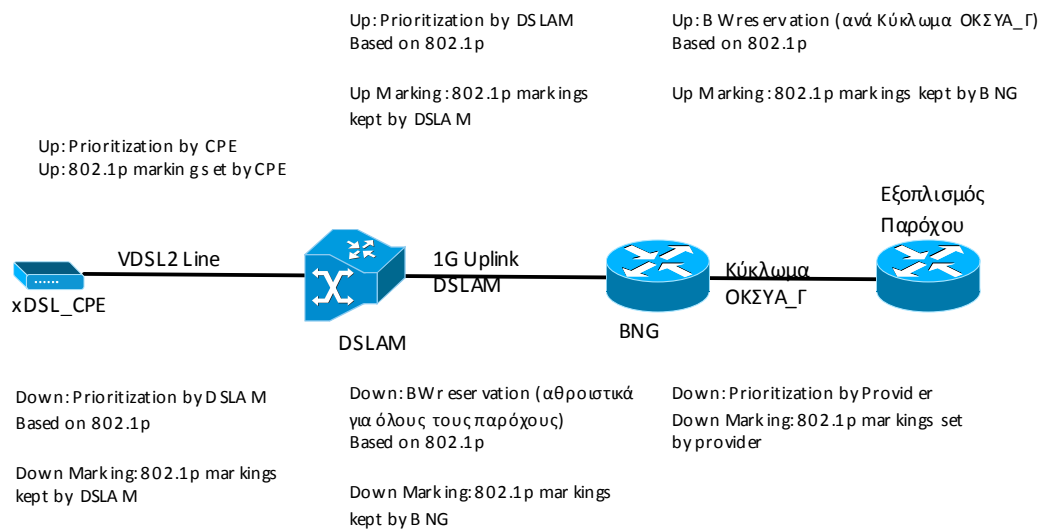 Up: Prioritization by DSLAM
Based on 802.1p
Up Marking: 802.1p markings
kept by DSLAM
Up: BWreservation (ανά Κύκλωμα ΟΚΣΥΑ_Γ)
Based on 802.1p
Up Marking: 802.1p markings kept by BNG
Up: Prioritization by CPE
Up: 802.1p marking set by CPE
Εξοπλισμός
Παρόχου
VDSL2 Line
1G Uplink
DSLAM
Κύκλωμα
ΟΚΣΥΑ_Γ
xDSL_CPE
DSLAM
BNG
Down: Prioritization by DSLAM
Based on 802.1p
Down Marking: 802.1p markings
kept by DSLAM
Down: BWreservation (αθροιστικά
για όλους τους παρόχους)
Based on 802.1p
Down Marking: 802.1p markings
kept by BNG
Down: Prioritization by Provider
Down Marking: 802.1p markings set
by provider